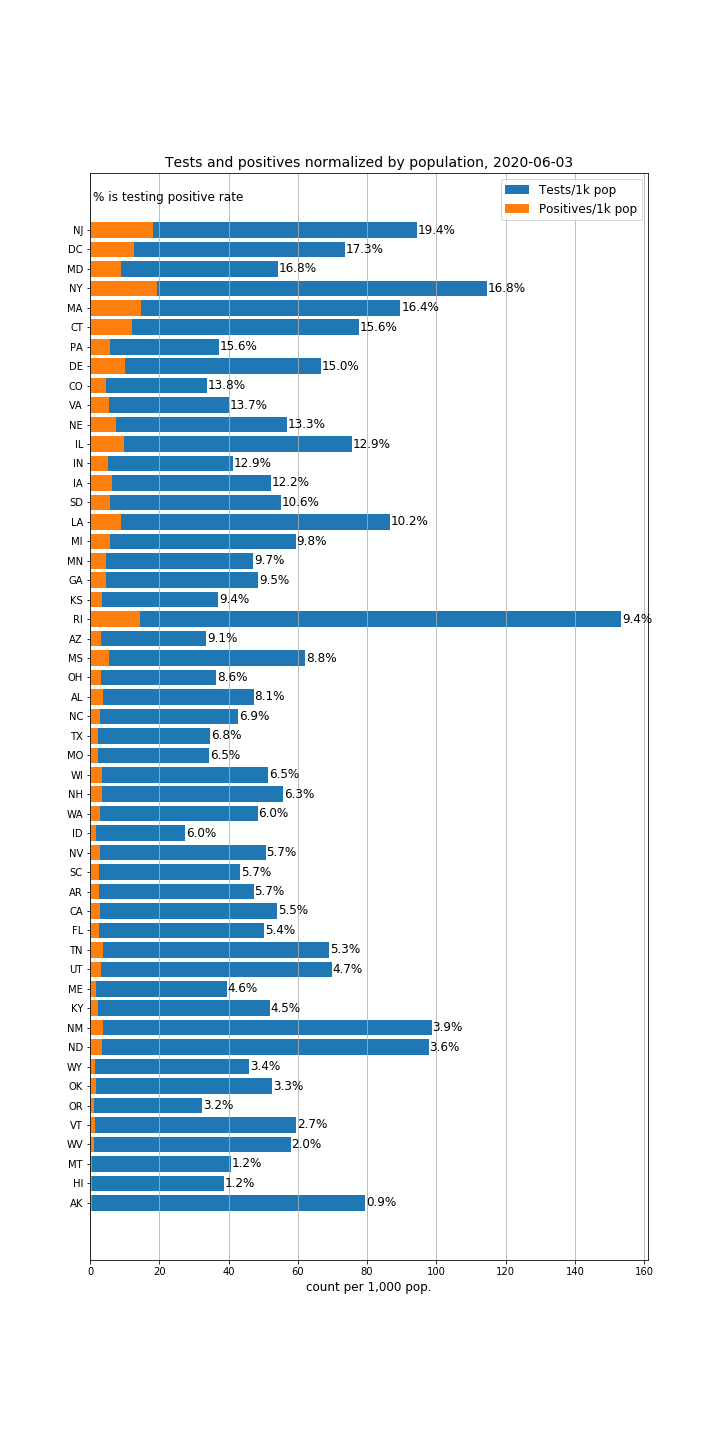 Tests and positives normalized by population, 2020-06-03
% is testing positive rate
Tests/1k pop
Positives/1k pop
NJ 19.4%
DC 17.3%
MD 16.8%
NY 16.8%
MA 16.4%
CT 15.6%
PA 15.6%
DE 15.0%
CO 13.8%
VA 13.7%
NE 13.3%
IL 12.9%
IN 12.9%
IA 12.2%
SD 10.6%
LA 10.2%
MI 9.8%
MN 9.7%
GA 9.5%
KS 9.4%
RI 9.4%
AZ 9.1%
MS 8.8%
OH 8.6%
AL 8.1%
NC 6.9%
TX 6.8%
MO 6.5%
WI 6.5%
NH 6.3%
WA 6.0%
ID 6.0%
NV 5.7%
SC 5.7%
AR 5.7%
CA 5.5%
FL 5.4%
TN 5.3%
UT 4.7%
ME 4.6%
KY 4.5%
NM 3.9%
ND 3.6%
WY 3.4%
OK 3.3%
OR 3.2%
VT 2.7%
WV 2.0%
MT 1.2%
HI 1.2%
AK 0.9%
0 20 40 60 80 100 120 140 160
count per 1,000 pop.